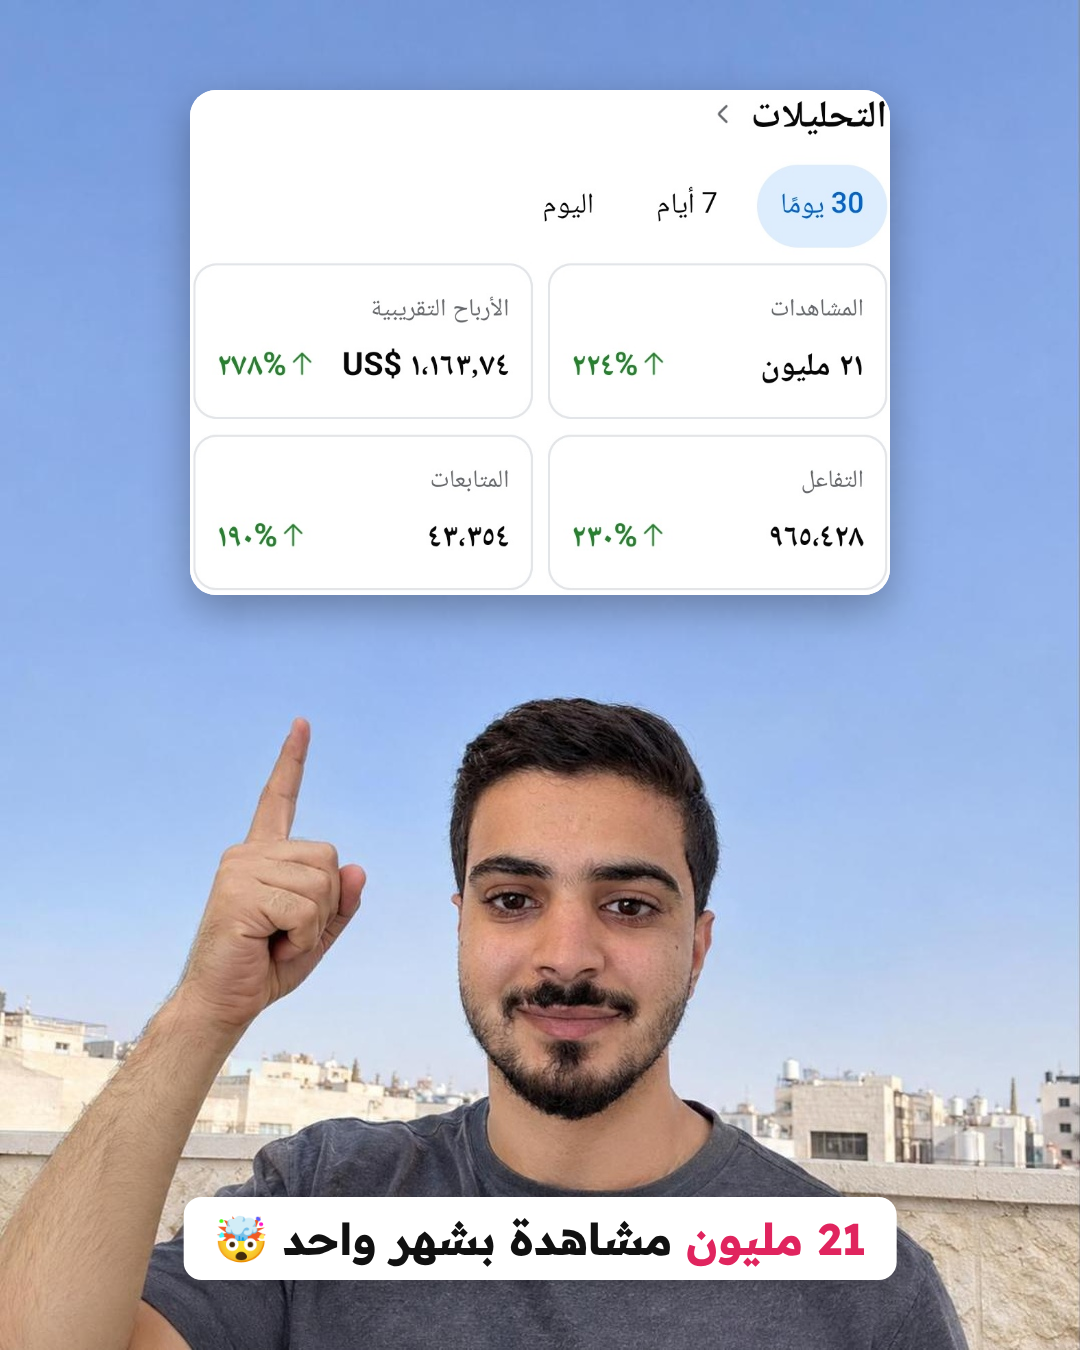 التحليلات
30 يومًا
7 أيام
اليوم
المشاهدات
٢١ مليون ↑ ٢٢٤%
الأرباح التقريبية
US$ ١،١٦٣,٧٤ ↑ ٢٧٨%
التفاعل
٩٦٥،٤٢٨ ↑ ٢٣٠%
المتابعات
٤٣،٣٥٤ ↑ ١٩٠%
21 مليون مشاهدة بشهر واحد 🤯